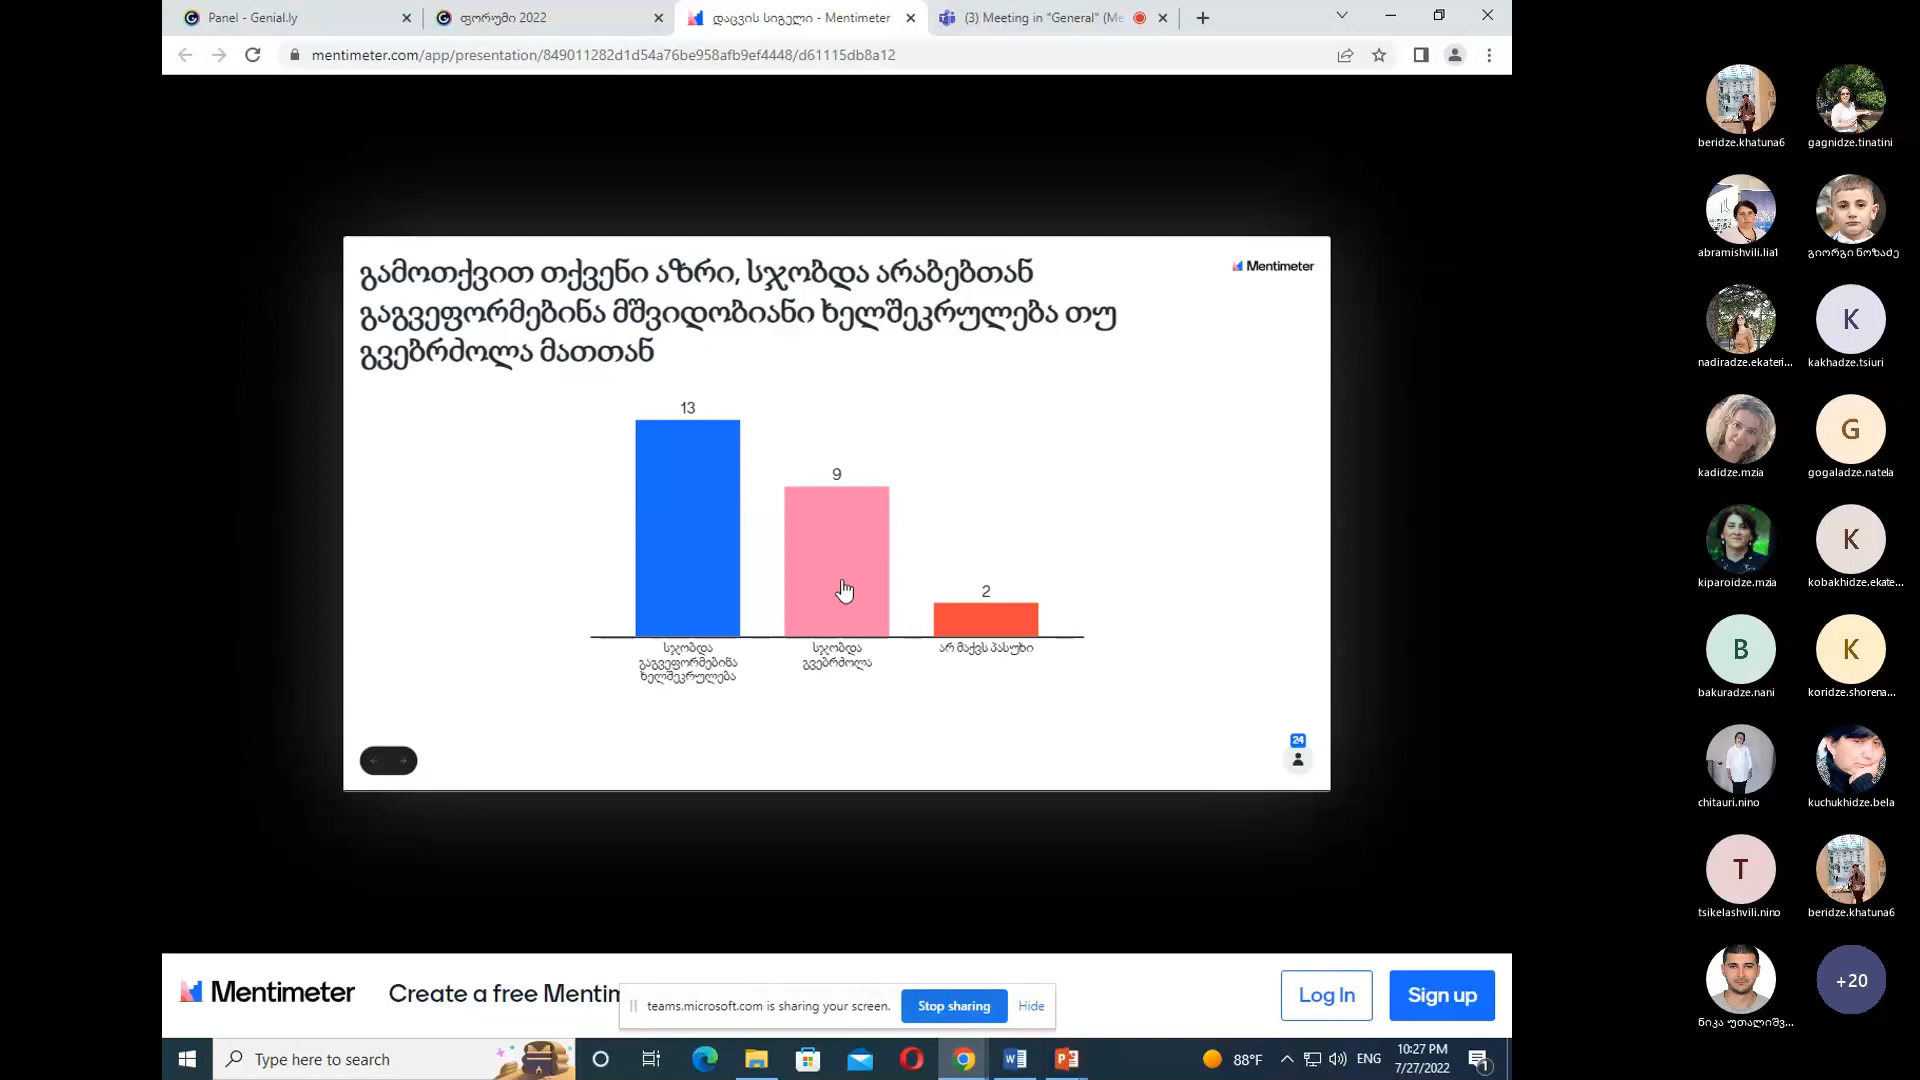 Panel - Genial.ly
ფორუმი 2022
დაცვის სიგელი - Mentimeter
(3) Meeting in "General" (Me
mentimeter.com/app/presentation/849011282d1d54a76be958afb9ef4448/d61115db8a12
გამოთქვით თქვენი აზრი, სჯობდა არაბებთან
გაგვეფორმებინა მშვიდობიანი ხელშეკრულება თუ
გვებრძოლა მათთან
Mentimeter
13
9
2
სჯობდა
გაგვეფორმებინა
ხელშეკრულება
სჯობდა
გვებრძოლა
არ მაქვს პასუხი
24
Mentimeter
Create a free Mentim
Log In
Sign up
teams.microsoft.com is sharing your screen.
Stop sharing
Hide
Type here to search
88°F
ENG
10:27 PM
7/27/2022
1
beridze.khatuna6
gagnidze.tinatini
abramishvili.lia1
გიორგი ნოზაძე
nadiradze.ekateri...
K
kakhadze.tsiuri
kadidze.mzia
G
gogaladze.natela
kiparoidze.mzia
K
kobakhidze.ekate...
B
bakuradze.nani
K
koridze.shorena...
chitauri.nino
kuchukhidze.bela
T
tsikelashvili.nino
beridze.khatuna6
ნიკა უთალიშვ...
+20